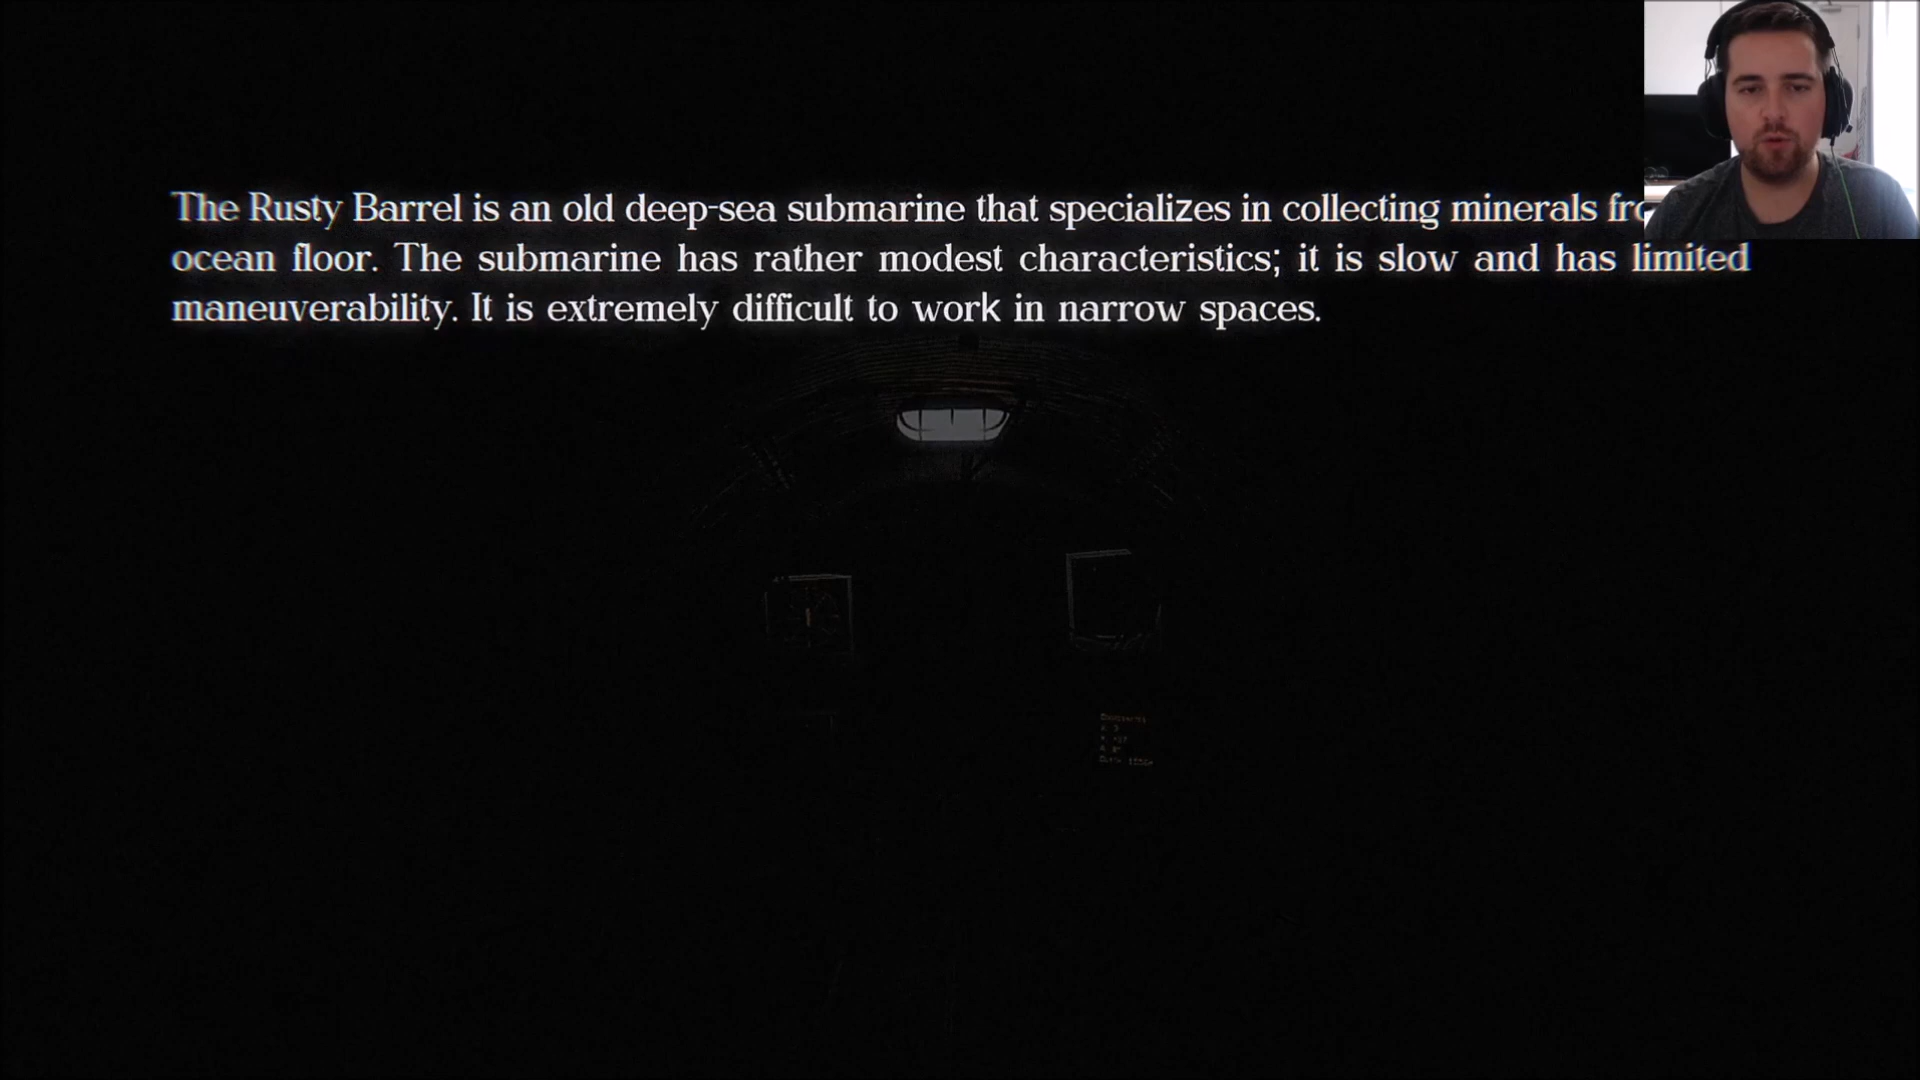 The Rusty Barrel is an old deep-sea submarine that specializes in collecting minerals
ocean floor. The submarine has rather modest characteristics; it is slow and has limited
maneuverability. It is extremely difficult to work in narrow spaces.